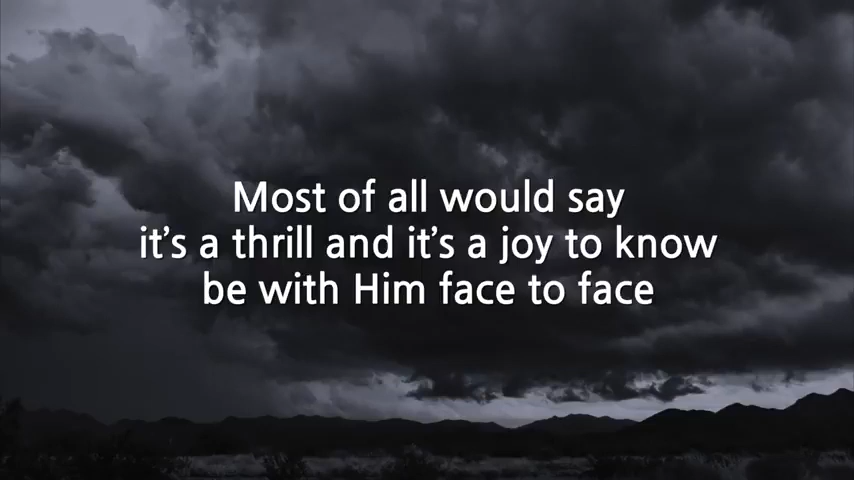 Most of all would say
it’s a thrill and it’s a joy to know
be with Him face to face